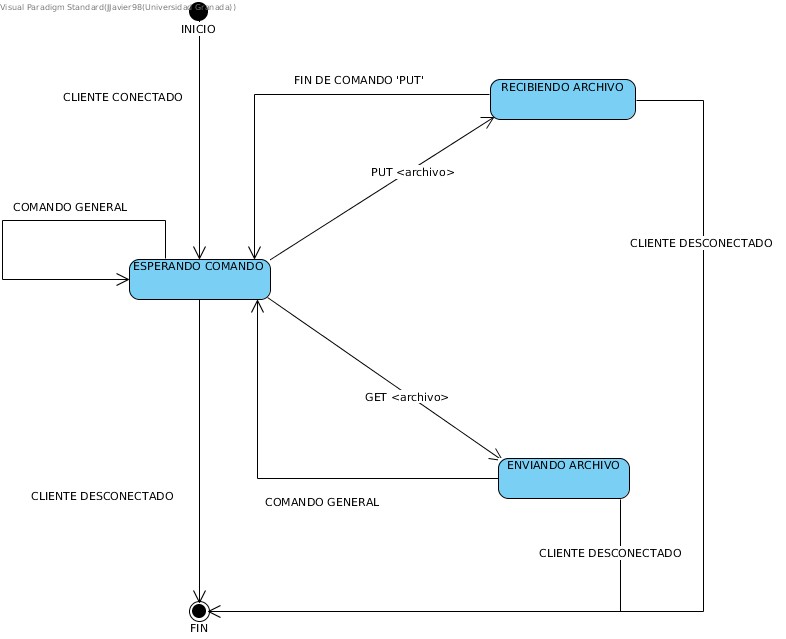 Visual Paradigm Standard(JJavier98(Universidad Granada))
INICIO
FIN DE COMANDO 'PUT'
RECIBIENDO ARCHIVO
CLIENTE CONECTADO
PUT <archivo>
COMANDO GENERAL
CLIENTE DESCONECTADO
ESPERANDO COMANDO
GET <archivo>
ENVIANDO ARCHIVO
CLIENTE DESCONECTADO
COMANDO GENERAL
CLIENTE DESCONECTADO
FIN